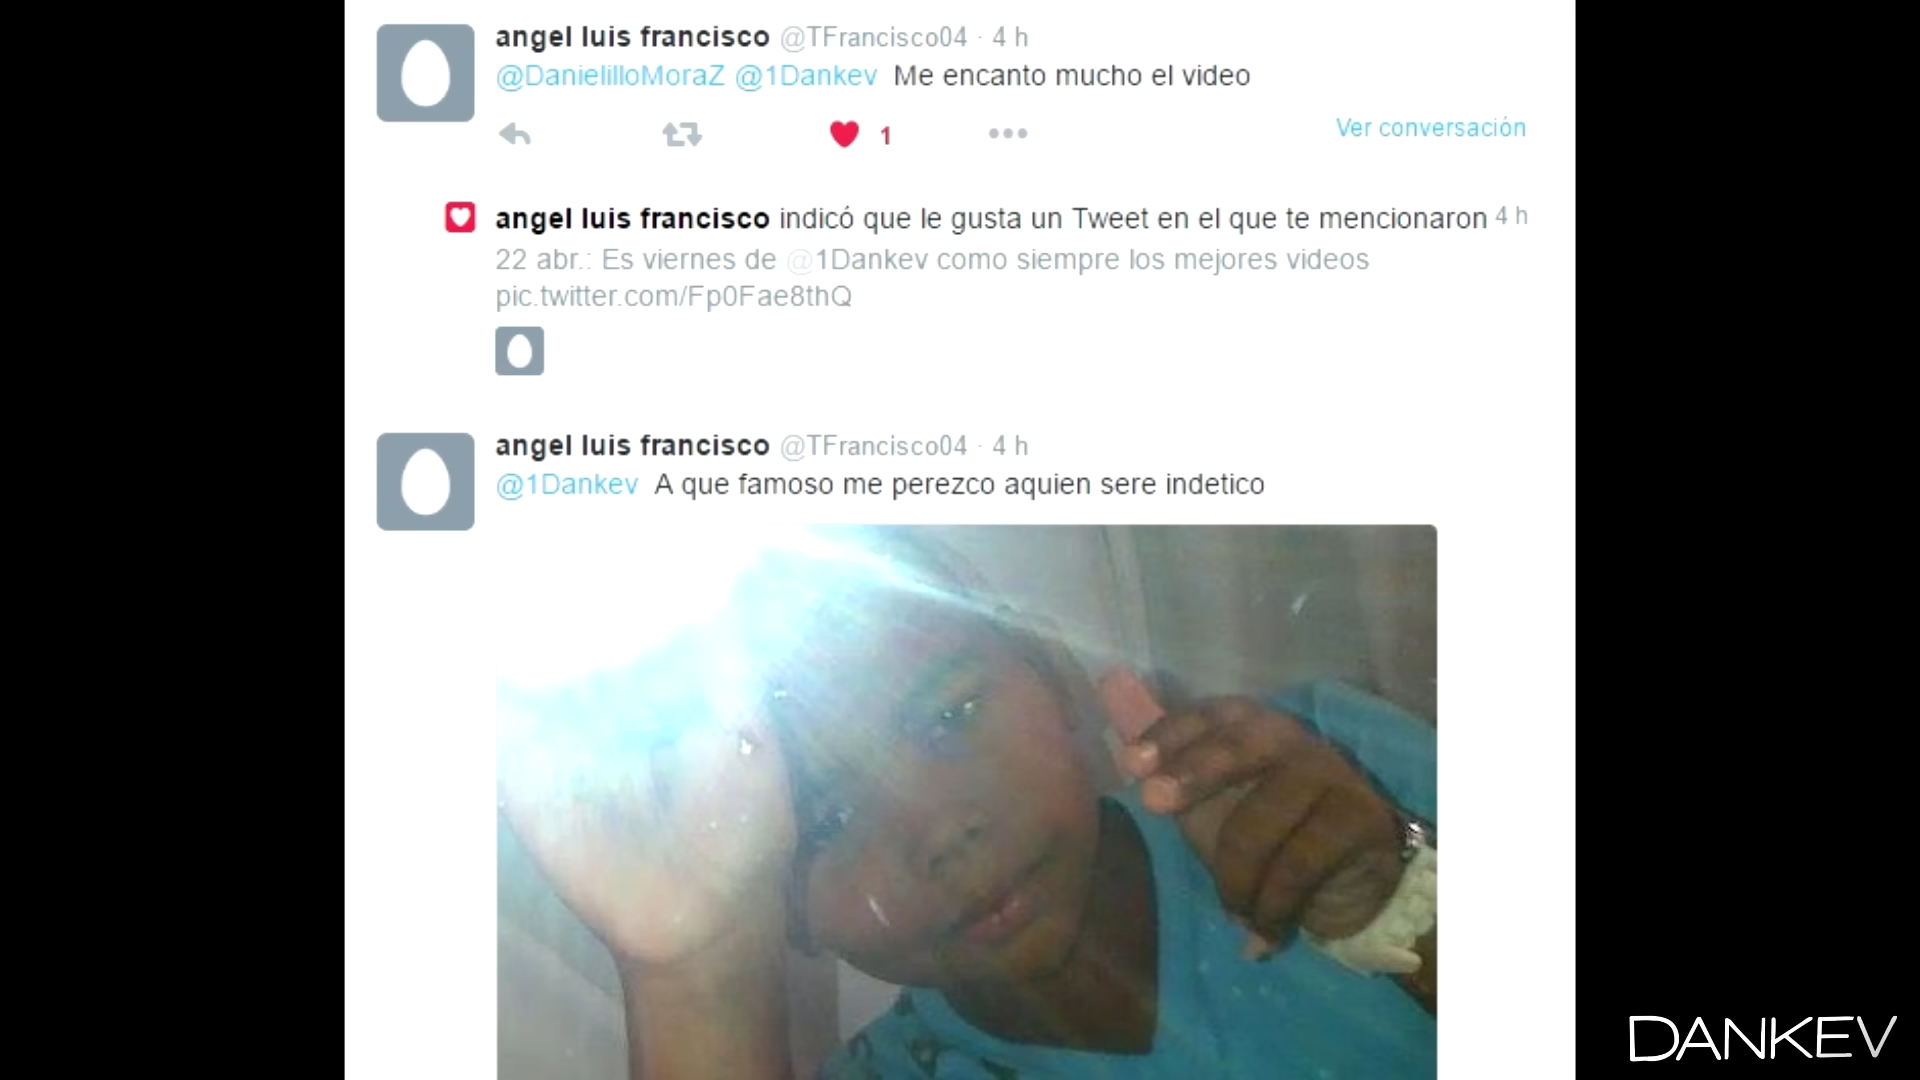 angel luis francisco @TFrancisco04 · 4 h
@DanielilloMoraZ @1Dankev Me encanto mucho el video
1
Ver conversación
angel luis francisco indicó que le gusta un Tweet en el que te mencionaron 4 h
22 abr.: Es viernes de @1Dankev como siempre los mejores videos
pic.twitter.com/Fp0Fae8thQ
angel luis francisco @TFrancisco04 · 4 h
@1Dankev A que famoso me perezco aquien sere indetico
DANKEV